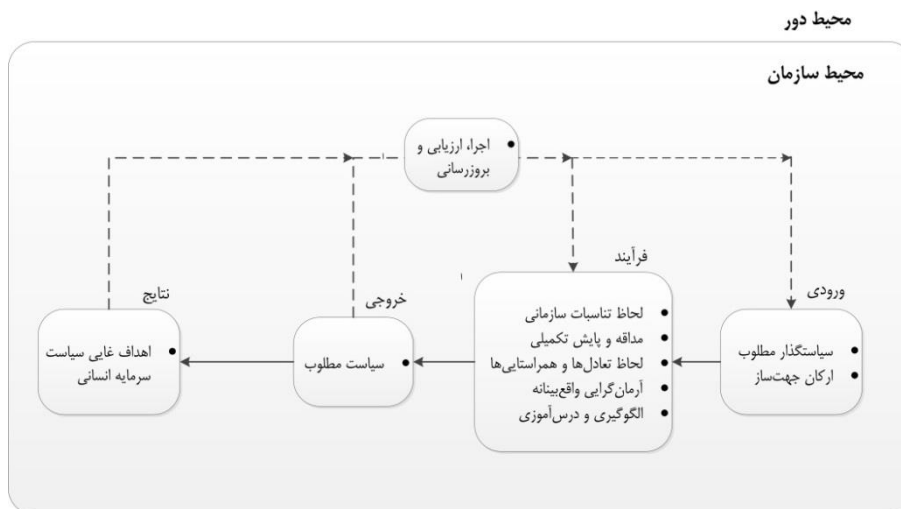 محیط دور
محیط سازمان
اجرا، ارزیابی و
بروزرسانی
ورودی
سیاستگذار مطلوب
ارکان جهت‌ساز
فرآیند
لحاظ تناسبات سازمانی
مداقه و پایش تکمیلی
لحاظ تعادل‌ها و همراستایی‌ها
آرمان‌گرایی واقع‌بینانه
الگوگیری و درس‌آموزی
خروجی
سیاست مطلوب
نتایج
اهداف غایی سیاست
سرمایه انسانی